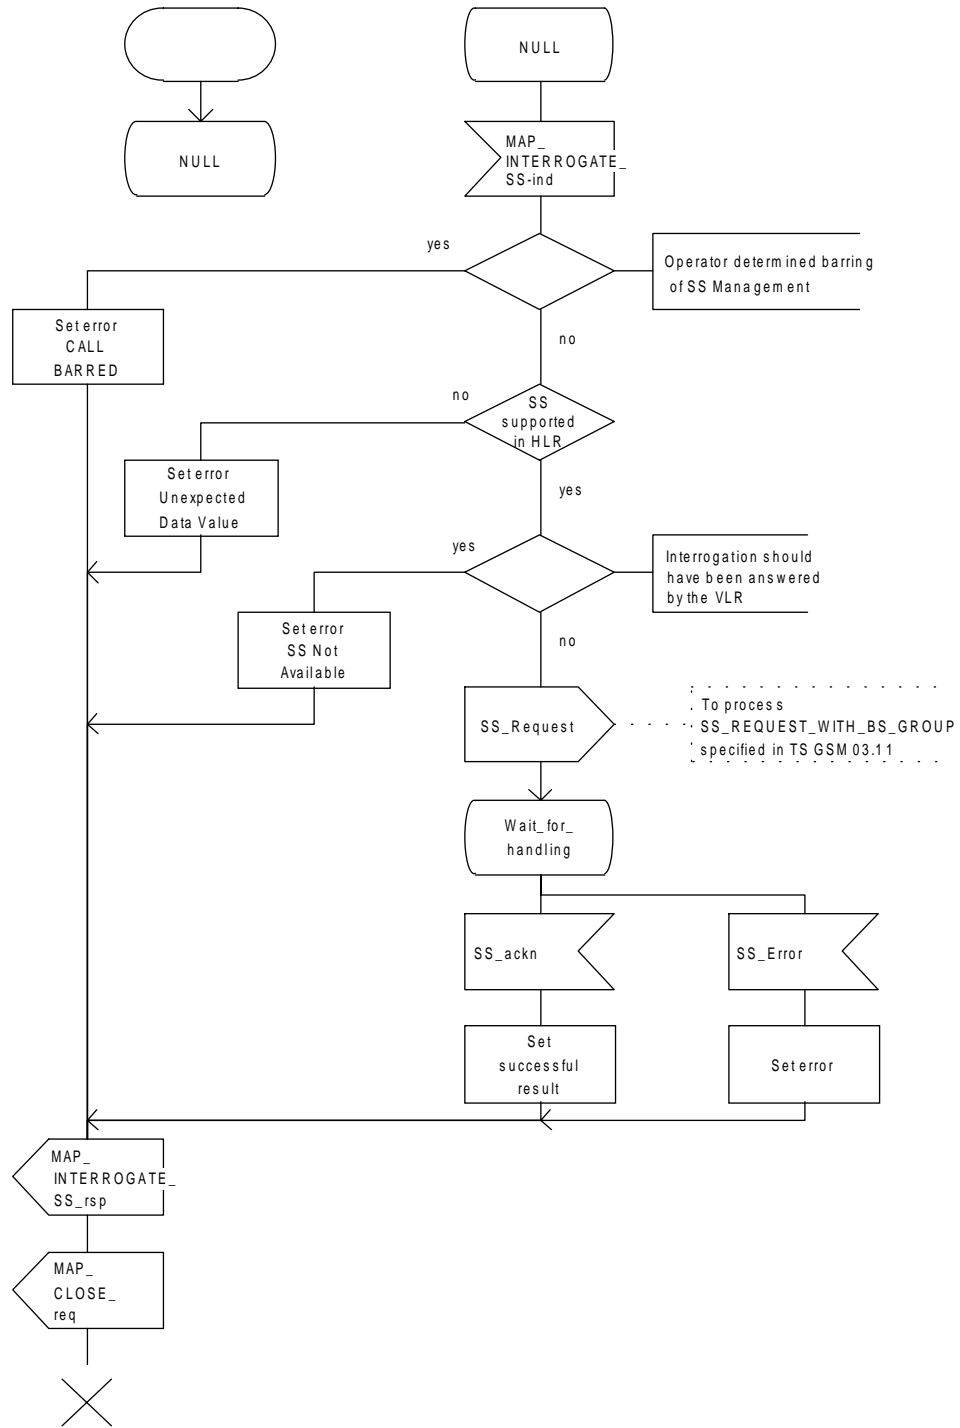 NULL
NULL
MAP_
INTERROGATE_
SS-ind
yes
Operator determined barring
of SS Management
Set error
CALL
BARRED
no
no
SS
supported
in HLR
Set error
Unexpected
Data Value
yes
yes
Interrogation should
have been answered
by the VLR
Set error
SS Not
Available
no
SS_Request
To process
SS_REQUEST_WITH_BS_GROUP
specified in TS GSM 03.11
Wait_for_
handling
SS_ackn
SS_Error
Set
successful
result
Set error
MAP_
INTERROGATE_
SS_rsp
MAP_
CLOSE_
req